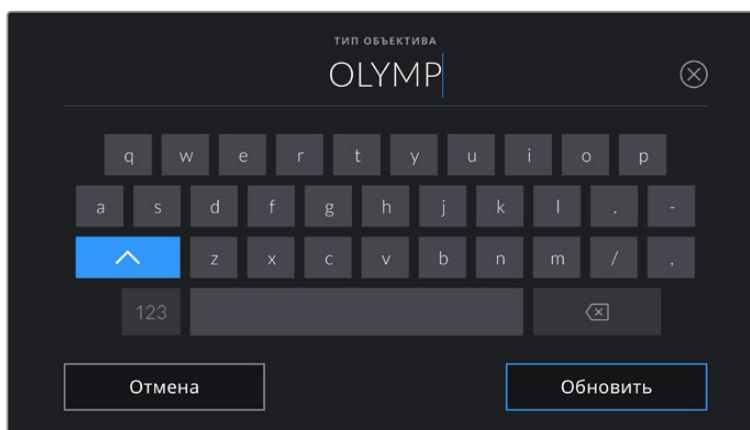 ТИП ОБЪЕКТИВА
OLYMP
q w e r t y u i o p
a s d f g h j k l . -
z x c v b n m / ,
123
Отмена Обновить